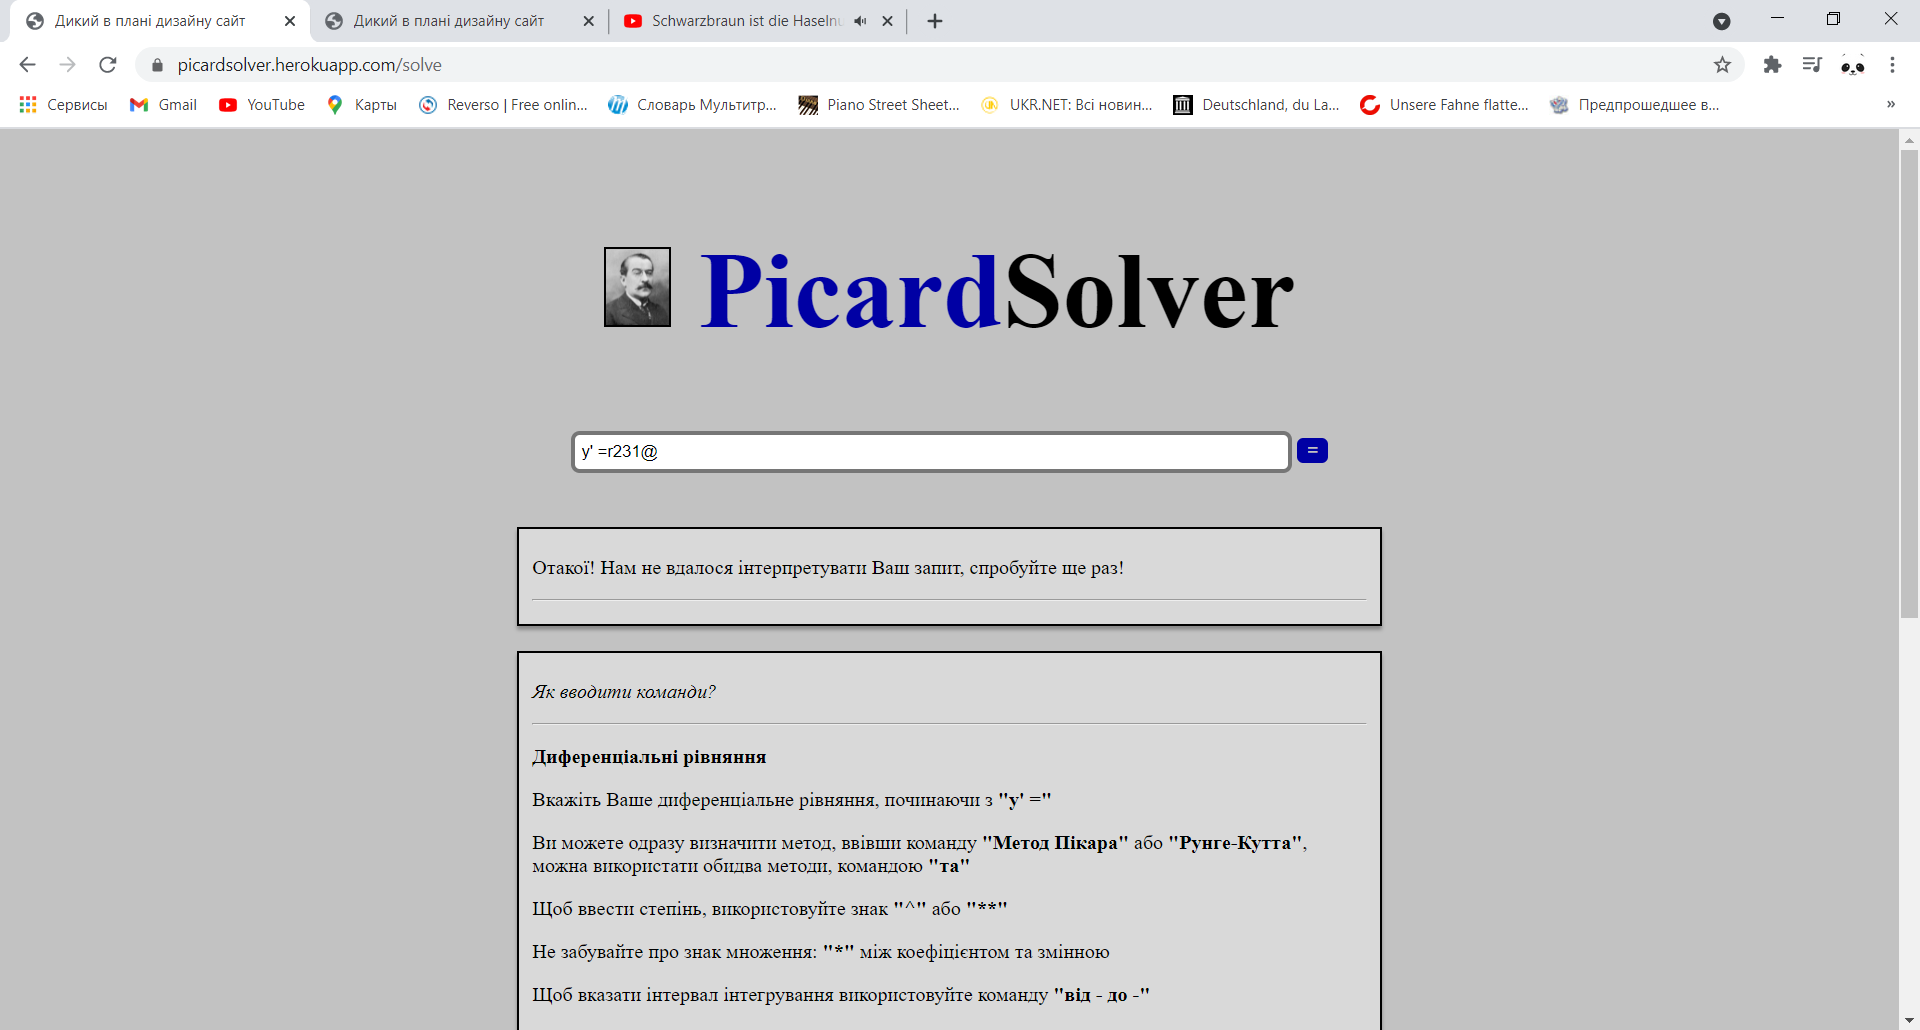 Дикий в плані дизайну сайт
Дикий в плані дизайну сайт
Schwarzbraun ist die Haseln
picardsolver.herokuapp.com/solve
Сервисы
Gmail
YouTube
Карты
Reverso | Free onlin...
Словарь Мультитр...
Piano Street Sheet...
UKR.NET: Всі новин...
Deutschland, du La...
Unsere Fahne flatte...
Предпрошедшее в...
»
PicardSolver
y' =r231@
=
Отакої! Нам не вдалося інтерпретувати Ваш запит, спробуйте ще раз!
Як вводити команди?
Диференціальні рівняння
Вкажіть Ваше диференціальне рівняння, починаючи з "y' ="
Ви можете одразу визначити метод, ввівши команду "Метод Пікара" або "Рунге-Кутта",
можна використати обидва методи, командою "та"
Щоб ввести степінь, використовуйте знак "^" або "**"
Не забувайте про знак множення: "*" між коефіцієнтом та змінною
Щоб вказати інтервал інтегрування використовуйте команду "від - до -"